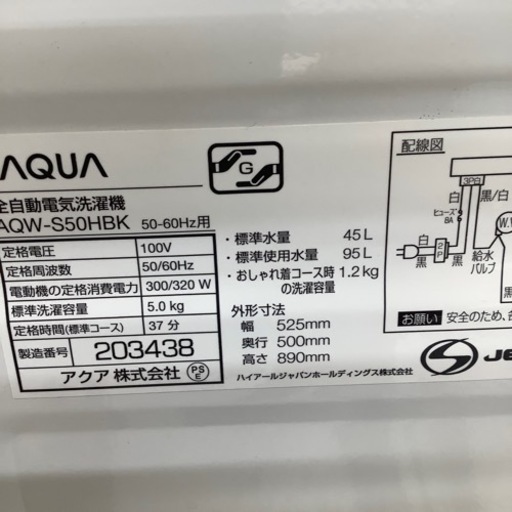 AQUA
全自動電気洗濯機
AQW-S50HBK 50-60Hz用
定格電圧 100V
定格周波数 50/60Hz
電動機の定格消費電力 300/320 W
標準洗濯容量 5.0 kg
定格時間(標準コース) 37 分
製造番号 203438
アクア 株式会社 PS E
G
・標準水量 45 L
・標準使用水量 95 L
・おしゃれ着コース時 1.2 kg
の洗濯容量
外形寸法
幅 525mm
奥行 500mm
高さ 890mm
ハイアールジャパンホールディングス株式会社
配線図
3PB
白 黒 黒/白
ヒューズ
8A
W.V
白
2P
黒 黒
給水
バルブ
お願い 安全のため、
S JE